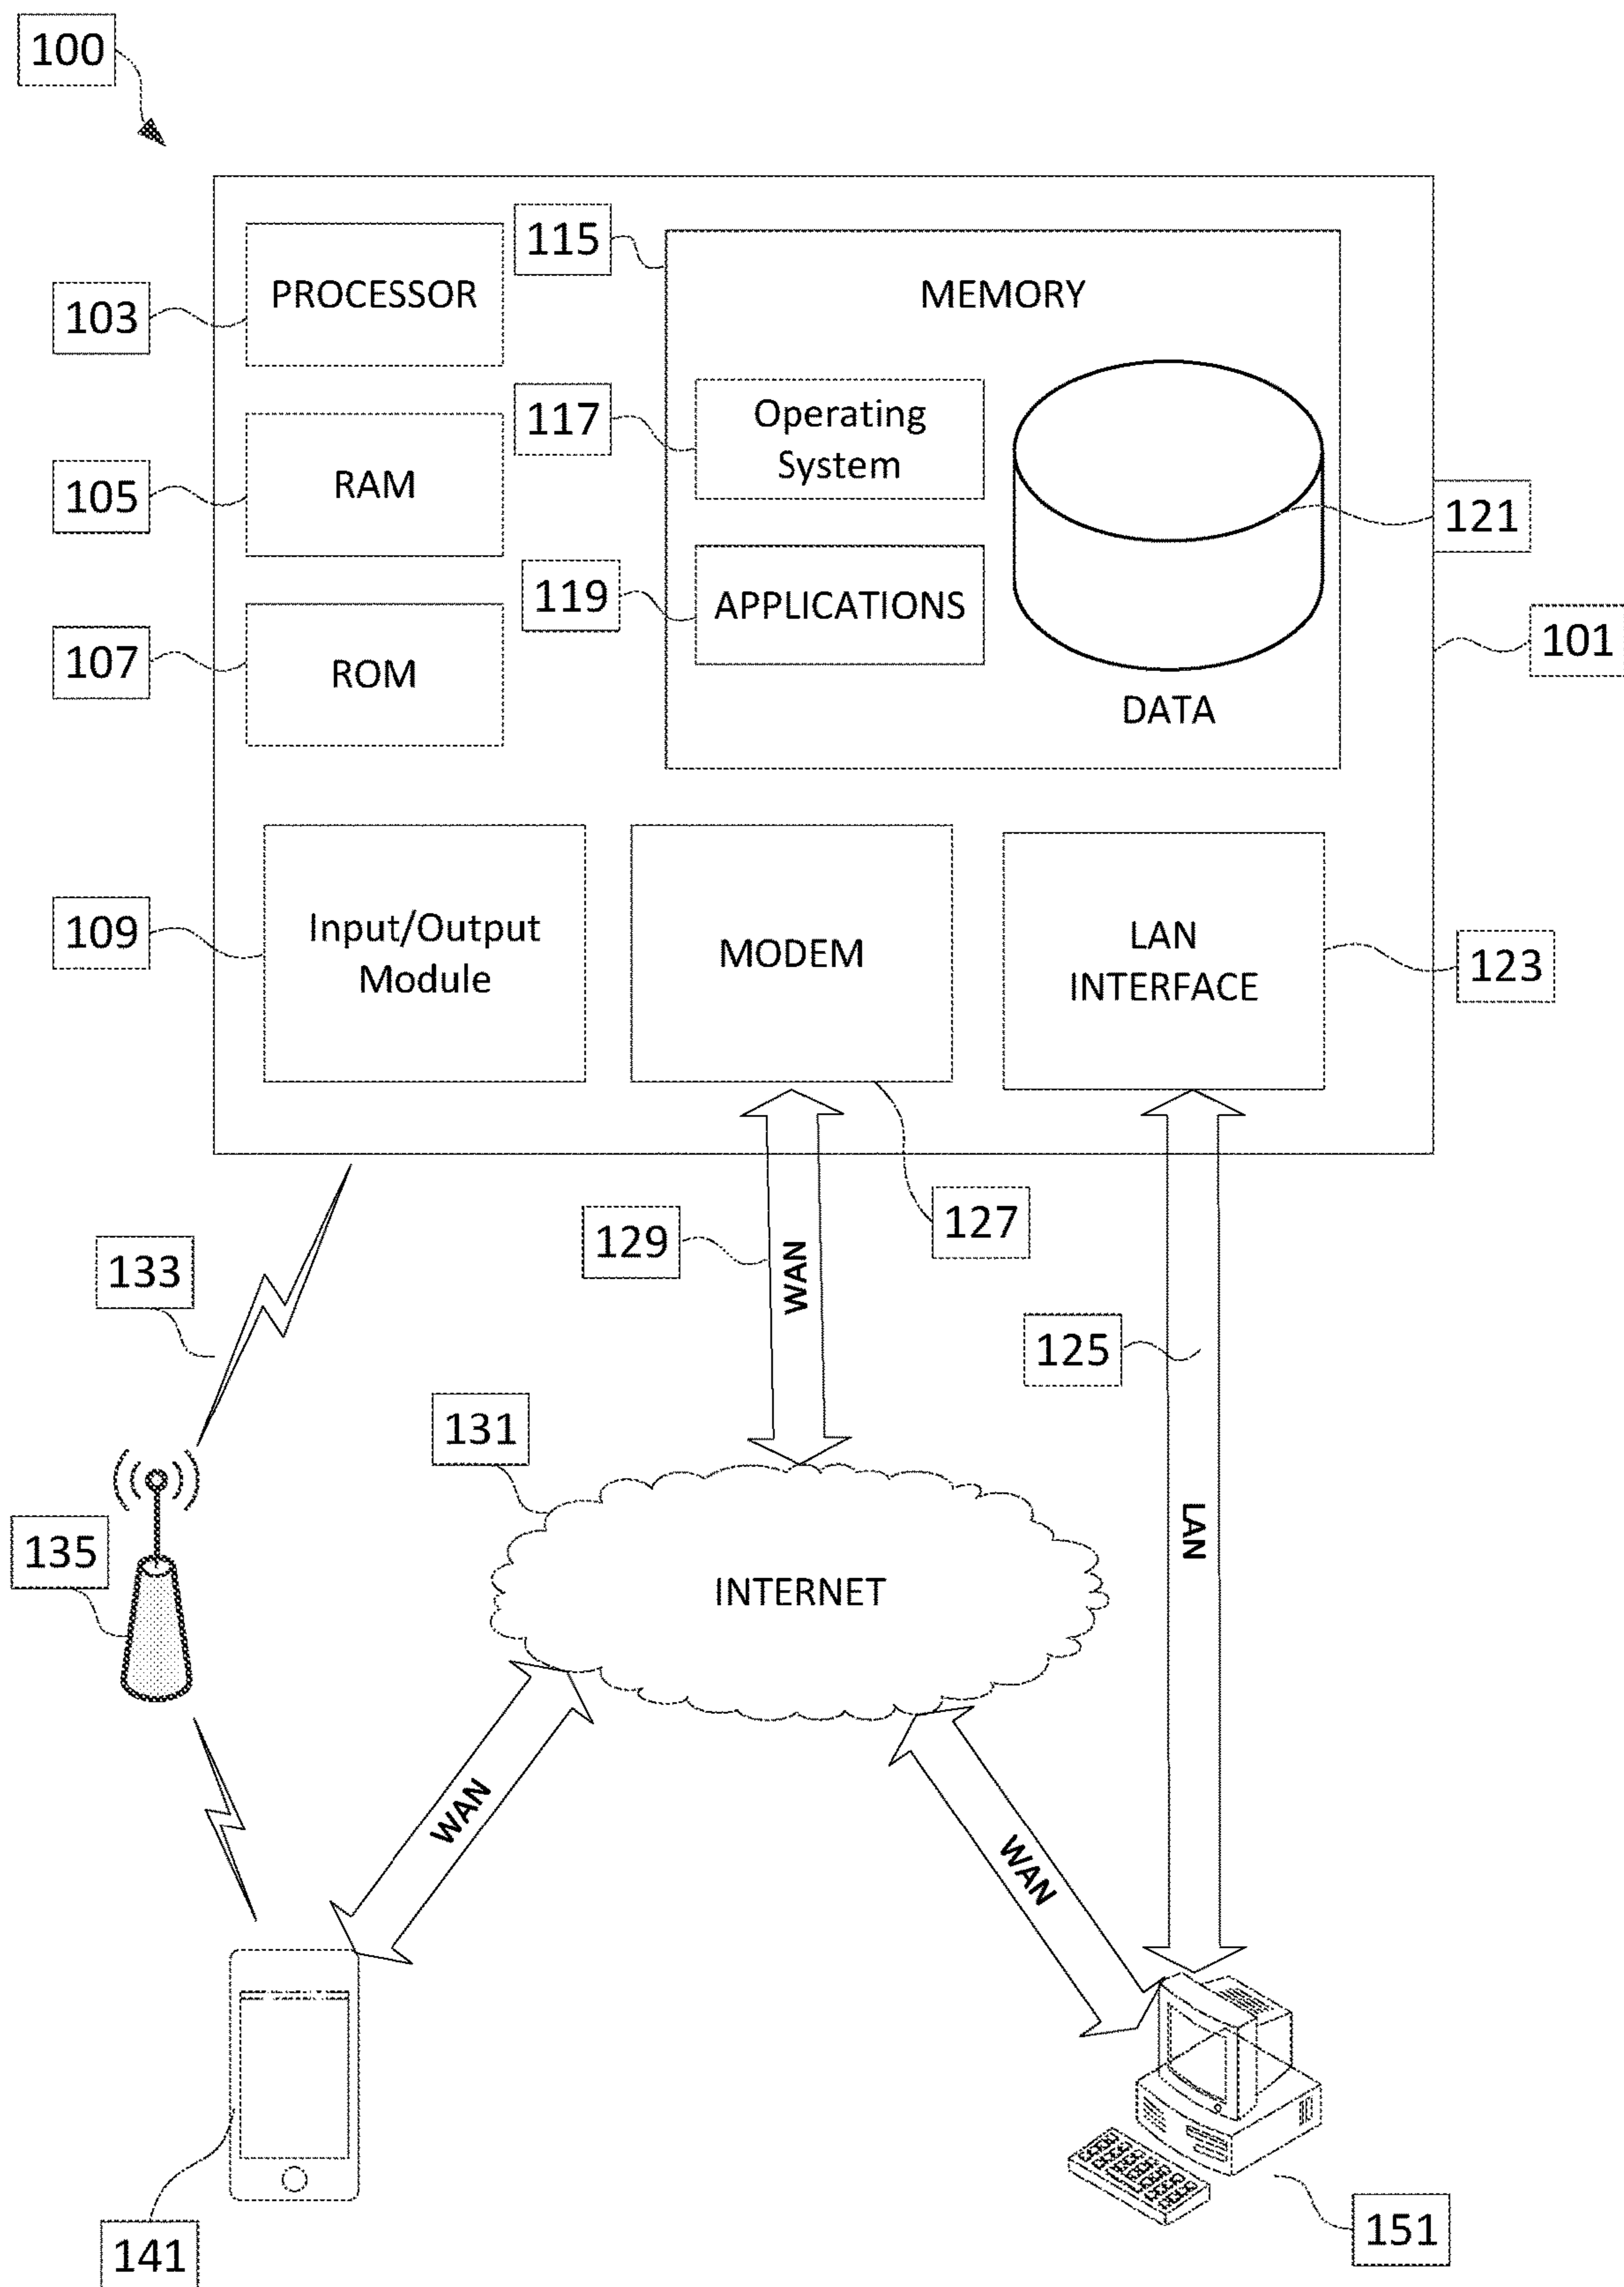 100
115
PROCESSOR
MEMORY
103
117
Operating
System
105
RAM
121
119
APPLICATIONS
101
107
ROM
DATA
109
Input/Output
Module
MODEM
LAN
INTERFACE
123
127
129
WAN
133
125
131
LAN
135
INTERNET
WAN
WAN
151
141